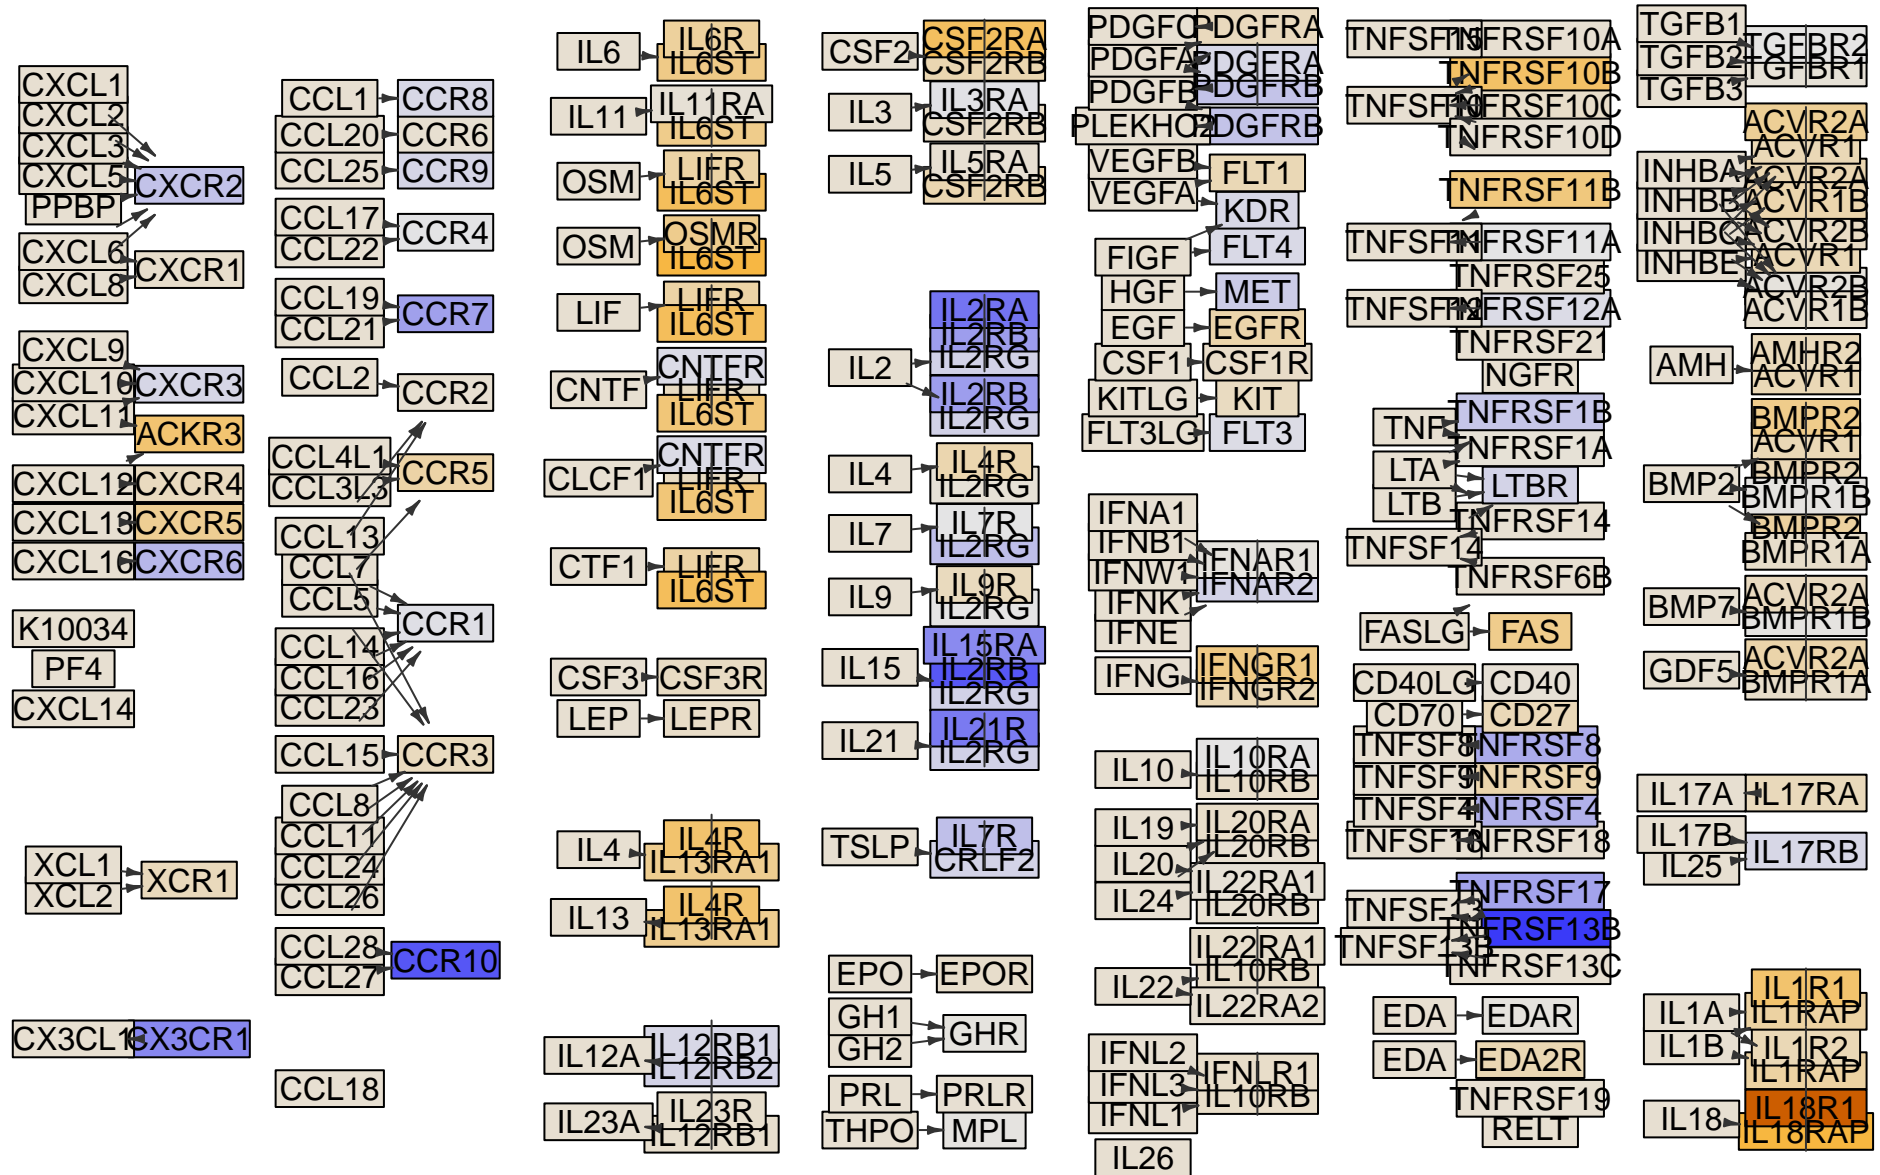 CXCL1
CXCL2
CXCL3
CXCL5
PPBP
CXCL6
CXCL8
CXCR2
CXCR1
CXCL9
CXCL10
CXCL11
CXCR3
ACKR3
CXCL12
CXCR4
CXCL13
CXCR5
CXCL16
CXCR6
K10034
PF4
CXCL14
XCL1
XCL2
XCR1
CX3CL1
CX3CR1
CCL1
CCR8
CCL20
CCR6
CCL25
CCR9
CCL17
CCL22
CCR4
CCL19
CCL21
CCR7
CCL2
CCR2
CCL4L1
CCL3L3
CCR5
CCL13
CCL7
CCL5
CCR1
CCL14
CCL16
CCL23
CCL15
CCR3
CCL8
CCL11
CCL24
CCL26
CCL28
CCL27
CCR10
CCL18
IL6
IL6R
IL6ST
IL11
IL11RA
IL6ST
OSM
LIFR
IL6ST
OSM
OSMR
IL6ST
LIF
LIFR
IL6ST
CNTF
CNTFR
LIFR
IL6ST
CLCF1
CNTFR
LIFR
IL6ST
CTF1
LIFR
IL6ST
CSF3
CSF3R
LEP
LEPR
IL4
IL4R
IL13RA1
IL13
IL4R
IL13RA1
IL12A
IL12RB1
IL12RB2
IL23A
IL23R
IL12RB1
CSF2
CSF2RA
CSF2RB
IL3
IL3RA
CSF2RB
IL5
IL5RA
CSF2RB
IL2
IL2RA
IL2RB
IL2RG
IL2RB
IL2RG
IL4
IL4R
IL2RG
IL7
IL7R
IL2RG
IL9
IL9R
IL2RG
IL15
IL15RA
IL2RB
IL2RG
IL21
IL21R
IL2RG
TSLP
IL7R
CRLF2
EPO
EPOR
GH1
GH2
GHR
PRL
PRLR
THPO
MPL
PDGFC
PDGFRA
PDGFA
PDGFRA
PDGFB
PDGFRB
PLEKHO2
PDGFRB
VEGFB
VEGFA
FLT1
KDR
FIGF
FLT4
HGF
MET
EGF
EGFR
CSF1
CSF1R
KITLG
KIT
FLT3LG
FLT3
IFNA1
IFNB1
IFNW1
IFNK
IFNE
IFNAR1
IFNAR2
IFNG
IFNGR1
IFNGR2
IL10
IL10RA
IL10RB
IL19
IL20
IL24
IL20RA
IL20RB
IL22RA1
IL20RB
IL22
IL22RA1
IL10RB
IL22RA2
IFNL2
IFNL3
IFNL1
IFNLR1
IL10RB
IL26
TNFSF15
TNFRSF10A
TNFRSF10B
TNFSF10
TNFRSF10C
TNFRSF10D
TNFRSF11B
TNFSF11
TNFRSF11A
TNFRSF25
TNFSF12
TNFRSF12A
TNFRSF21
NGFR
TNF
TNFRSF1B
TNFRSF1A
LTA
LTB
LTBR
TNFRSF14
TNFSF14
TNFRSF6B
FASLG
FAS
CD40LG
CD40
CD70
CD27
TNFSF8
TNFRSF8
TNFSF9
TNFRSF9
TNFSF4
TNFRSF4
TNFSF18
TNFRSF18
TNFRSF17
TNFSF13
TNFRSF13B
TNFSF13B
TNFRSF13C
EDA
EDAR
EDA
EDA2R
TNFRSF19
RELT
TGFB1
TGFB2
TGFB3
TGFBR2
TGFBR1
INHBA
INHBB
INHBC
INHBE
ACVR2A
ACVR1
ACVR2A
ACVR1B
ACVR2B
ACVR1
ACVR2B
ACVR1B
AMH
AMHR2
ACVR1
BMP2
BMPR2
ACVR1
BMPR2
BMPR1B
BMPR2
BMPR1A
BMP7
ACVR2A
BMPR1B
GDF5
ACVR2A
BMPR1A
IL17A
IL17RA
IL17B
IL25
IL17RB
IL1A
IL1B
IL1R1
IL1RAP
IL1R2
IL1RAP
IL18
IL18R1
IL18RAP